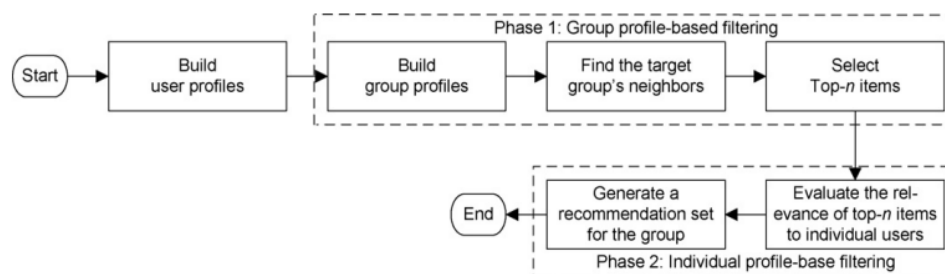 Phase 1: Group profile-based filtering
Start
Build
user profiles
Build
group profiles
Find the target
group's neighbors
Select
Top-n items
End
Generate a
recommendation set
for the group
Evaluate the rel-
evance of top-n items
to individual users
Phase 2: Individual profile-base filtering